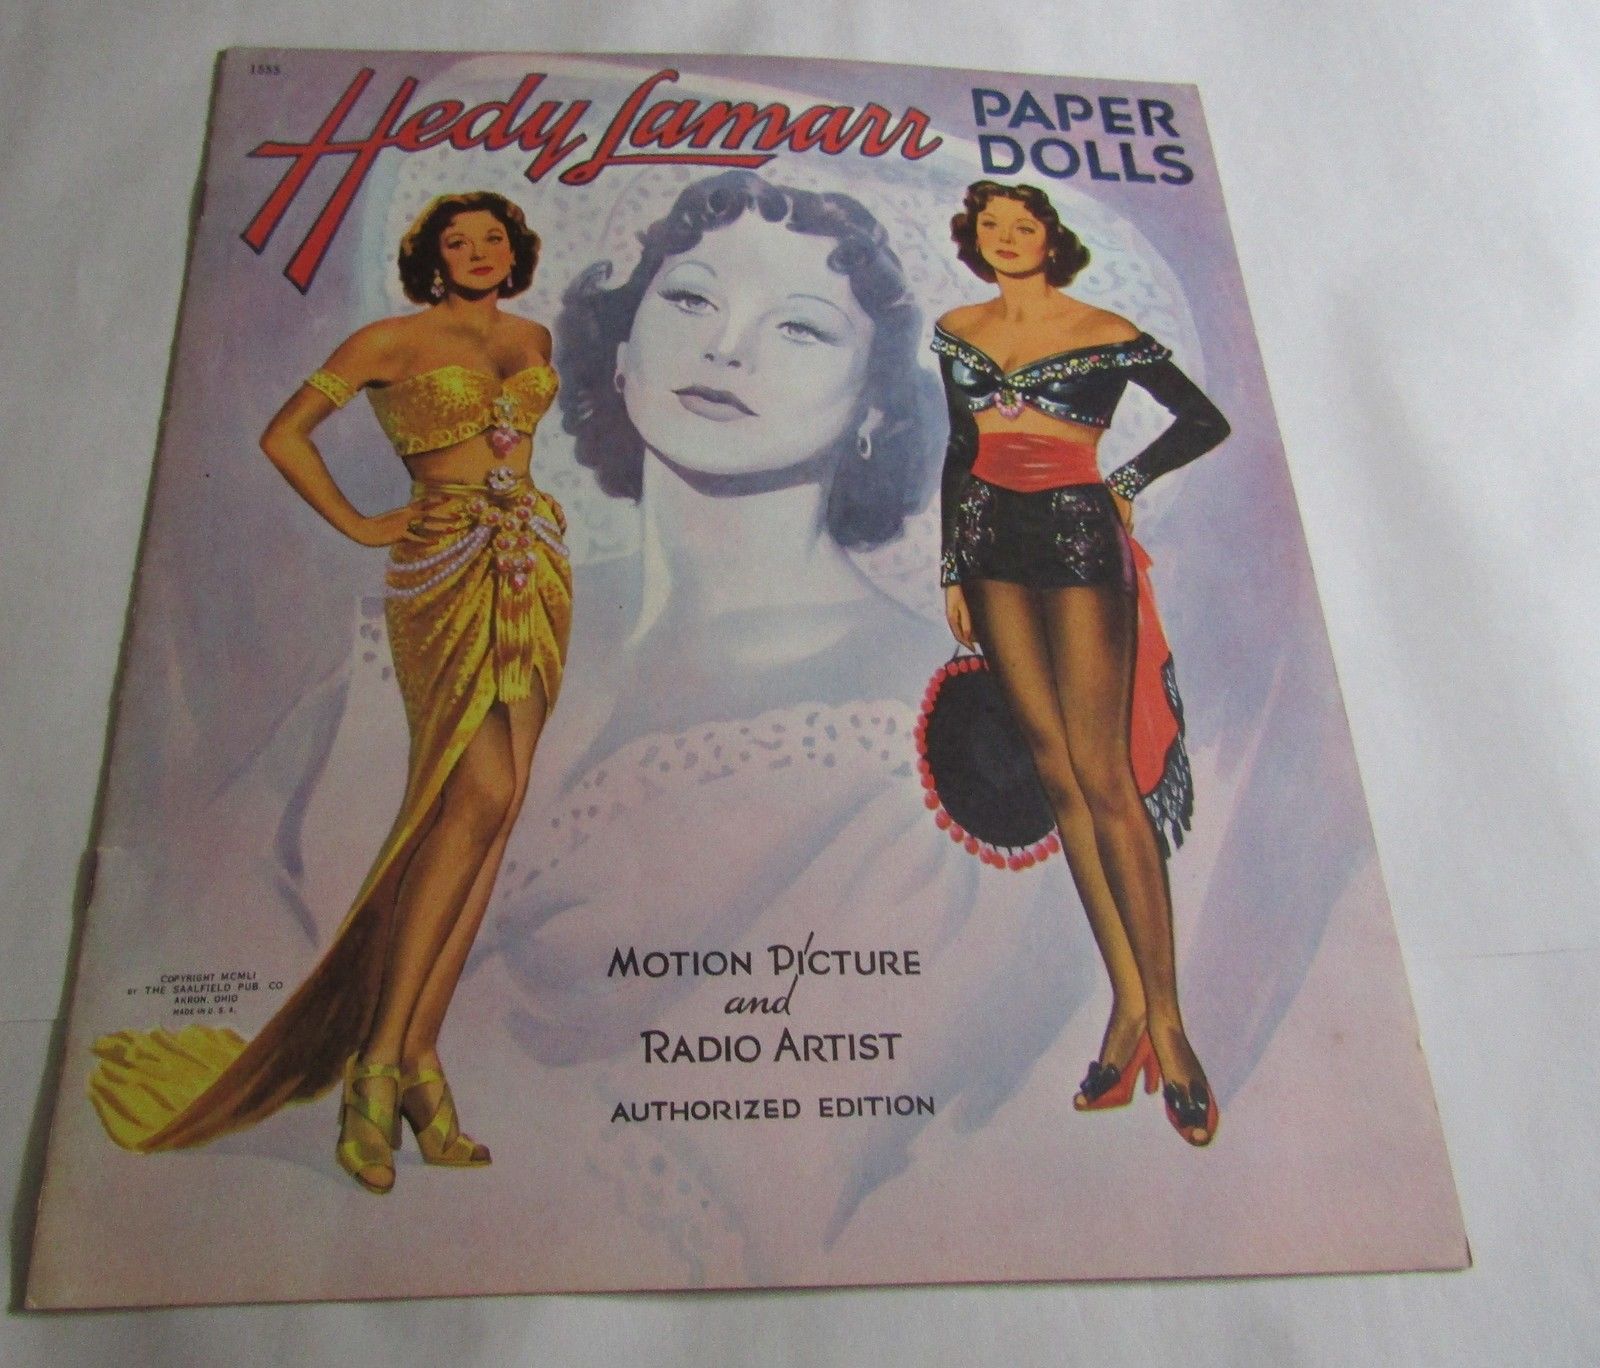 1555
Hedy Lamarr
PAPER
DOLLS
MOTION PICTURE
and
RADIO ARTIST
AUTHORIZED EDITION
COPYRIGHT MCMLI
BY THE SAALFIELD PUB. CO
AKRON, OHIO
MADE IN U. S. A.